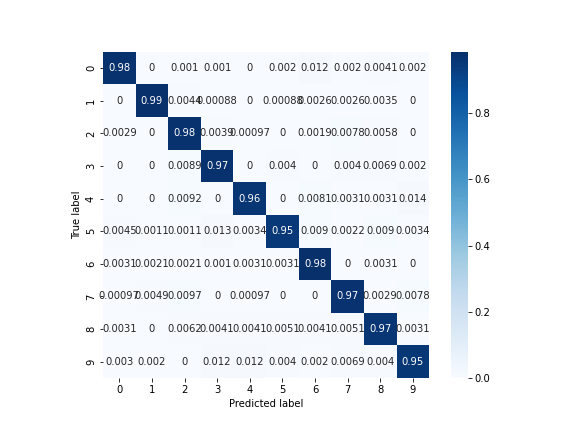 0 0.98 0 0.001 0.001 0 0.002 0.012 0.002 0.0041 0.002
1 0 0.99 0.0044 0.00088 0 0.00088 0.0026 0.0026 0.0035 0
2 0.0029 0 0.98 0.0039 0.00097 0 0.0019 0.0078 0.0058 0
3 0 0 0.0089 0.97 0 0.004 0 0.004 0.0069 0.002
4 0 0 0.0092 0 0.96 0 0.0081 0.0031 0.0031 0.014
5 0.0045 0.0011 0.0011 0.013 0.0034 0.95 0.009 0.0022 0.009 0.0034
6 0.0031 0.0021 0.0021 0.001 0.0031 0.0031 0.98 0 0.0031 0
7 0.00097 0.0049 0.0097 0 0.00097 0 0 0.97 0.0029 0.0078
8 0.0031 0 0.0062 0.0041 0.0041 0.0051 0.0041 0.0051 0.97 0.0031
9 0.003 0.002 0 0.012 0.012 0.004 0.002 0.0069 0.004 0.95
0 1 2 3 4 5 6 7 8 9
Predicted label
True label
0.8
0.6
0.4
0.2
0.0